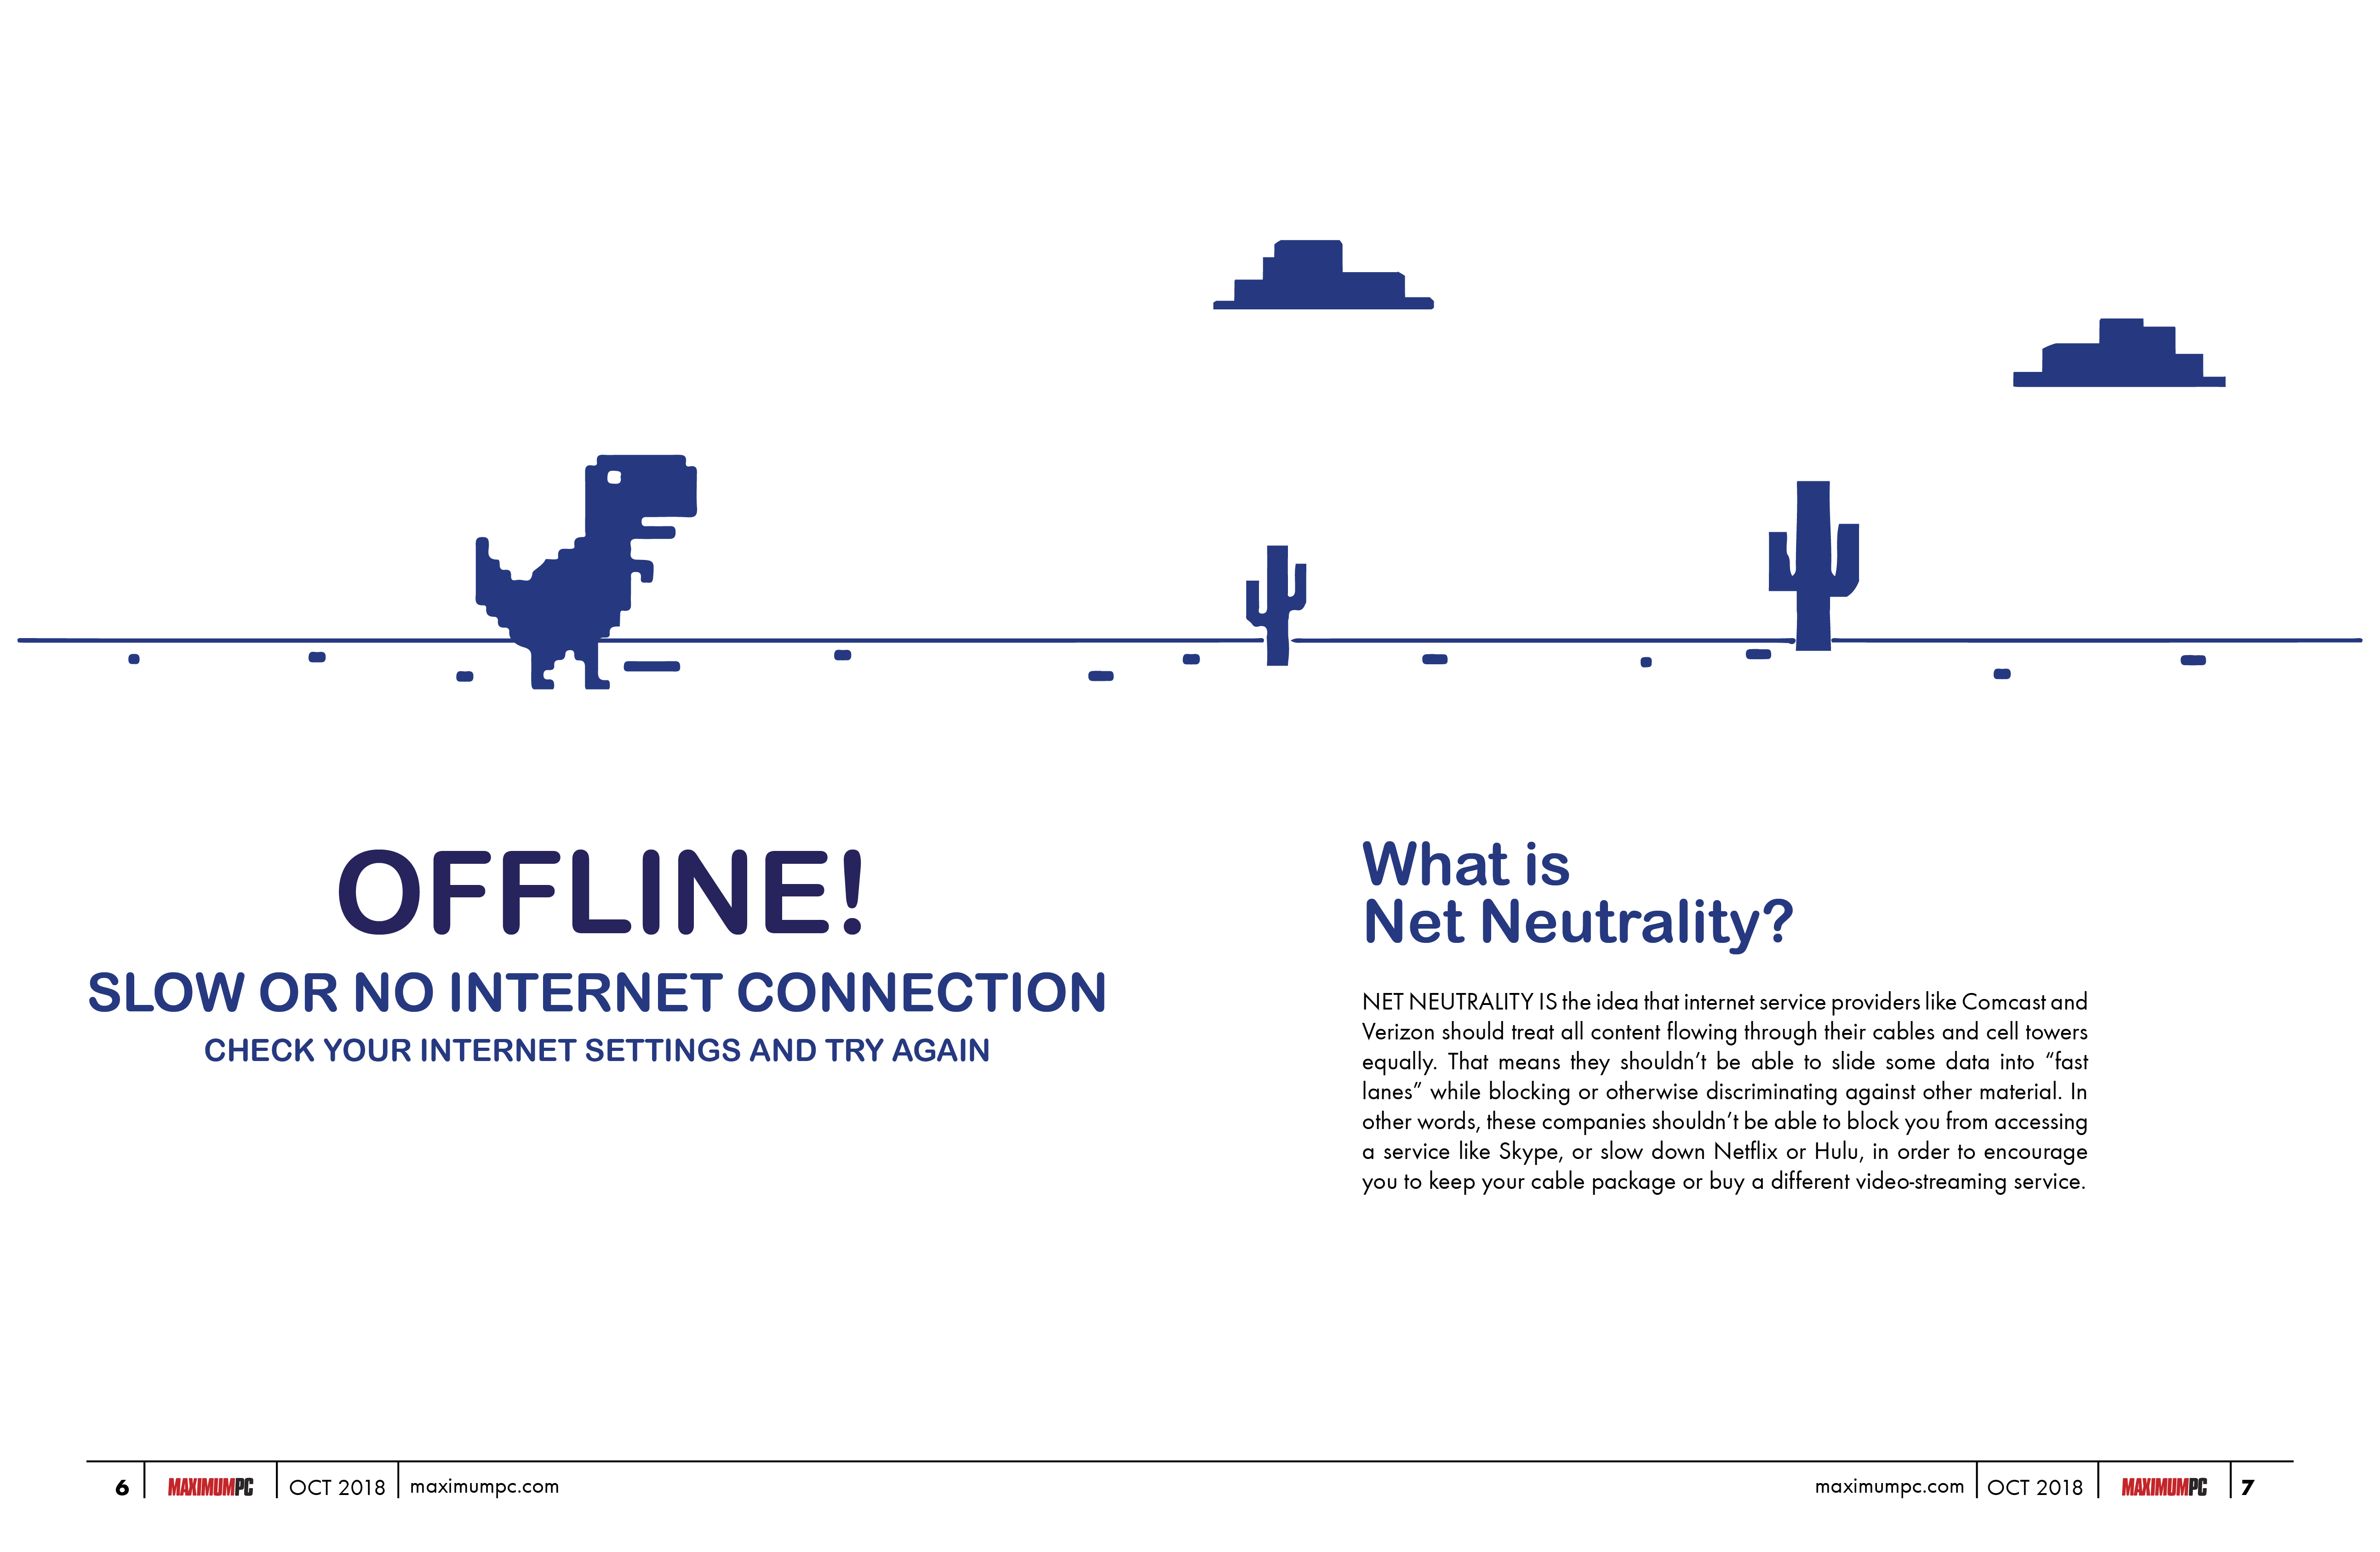 OFFLINE!
SLOW OR NO INTERNET CONNECTION
CHECK YOUR INTERNET SETTINGS AND TRY AGAIN
What is
Net Neutrality?
NET NEUTRALITY IS the idea that internet service providers like Comcast and
Verizon should treat all content flowing through their cables and cell towers
equally. That means they shouldn’t be able to slide some data into “fast
lanes” while blocking or otherwise discriminating against other material. In
other words, these companies shouldn’t be able to block you from accessing
a service like Skype, or slow down Netflix or Hulu, in order to encourage
you to keep your cable package or buy a different video-streaming service.
6 MAXIMUMPC OCT 2018 maximumpc.com
maximumpc.com OCT 2018 MAXIMUMPC 7